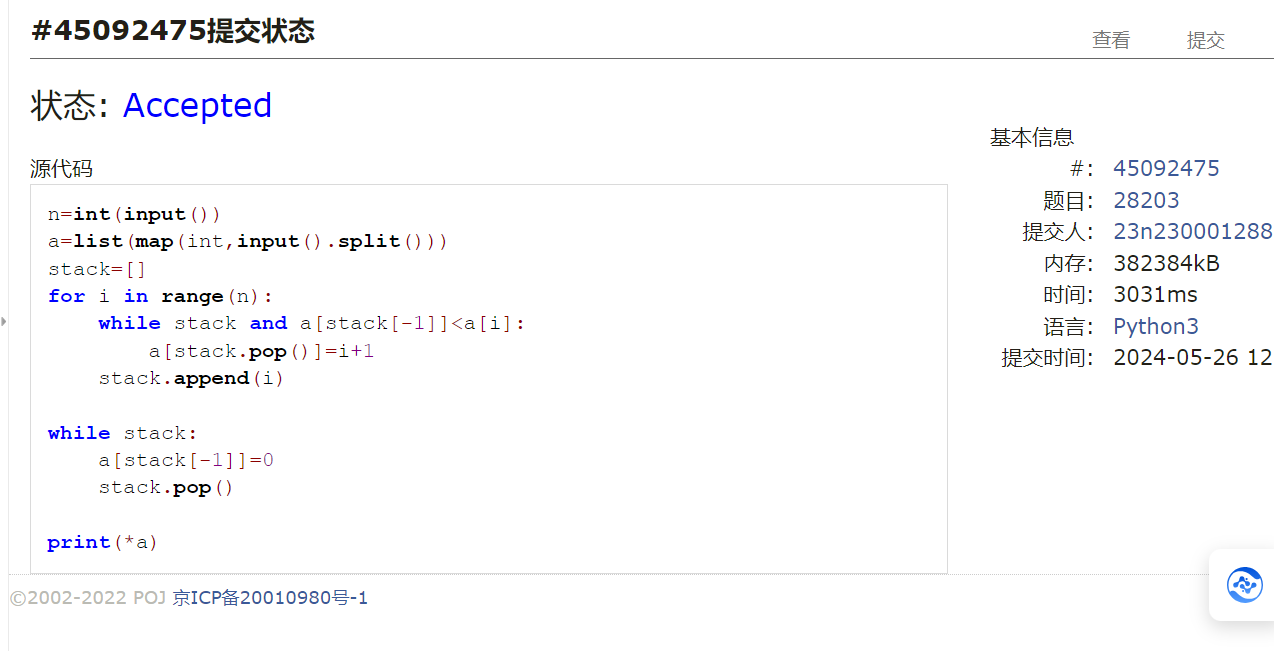 #45092475提交状态
查看 提交
状态: Accepted
基本信息
源代码
#: 45092475
题目: 28203
提交人: 23n230001288
内存: 382384kB
时间: 3031ms
语言: Python3
提交时间: 2024-05-26 12
n=int(input())
a=list(map(int,input().split()))
stack=[]
for i in range(n):
    while stack and a[stack[-1]]<a[i]:
        a[stack.pop()]=i+1
    stack.append(i)
while stack:
    a[stack[-1]]=0
    stack.pop()
print(*a)
©2002-2022 POJ 京ICP备20010980号-1